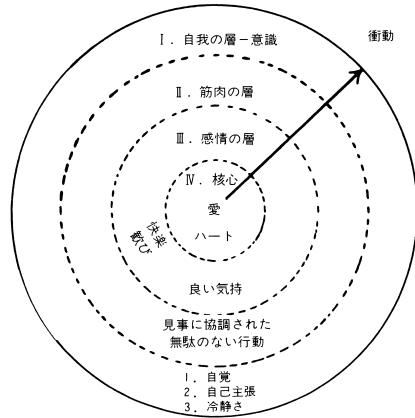 Ⅰ．自我の層－意識
衝動
Ⅱ．筋肉の層
Ⅲ．感情の層
Ⅳ．核心
愛
ハート
快楽
歓び
良い気持
見事に協調された
無駄のない行動
1．自覚
2．自己主張
3．冷静さ